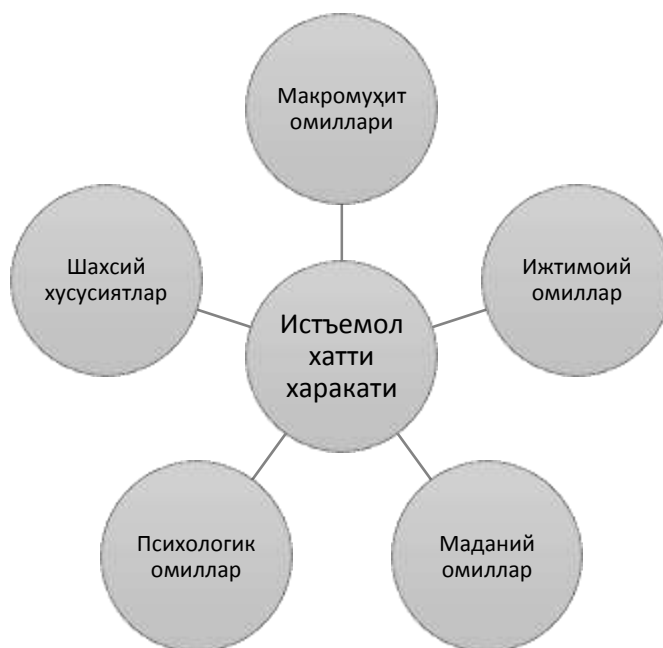 Макромуҳит
омиллари
Шахсий
хусусиятлар
Ижтимоий
омиллар
Истъемол
хатти
харакати
Психологик
омиллар
Маданий
омиллар